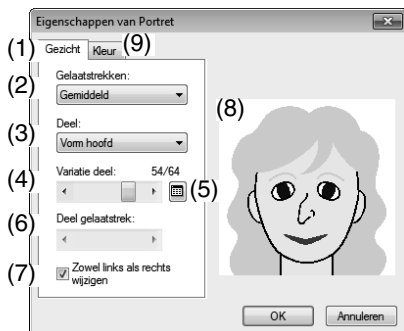 Eigenschappen van Portret
(1) Gezicht Kleur (9)
Gelaatstrekken:
(2) Gemiddeld
(8)
Deel:
(3) Vorm hoofd
Variatie deel: 54/64
(4) (5)
Deel gelaatstrek:
(6)
(7) Zowel links als rechts
wijzigen
OK Annuleren